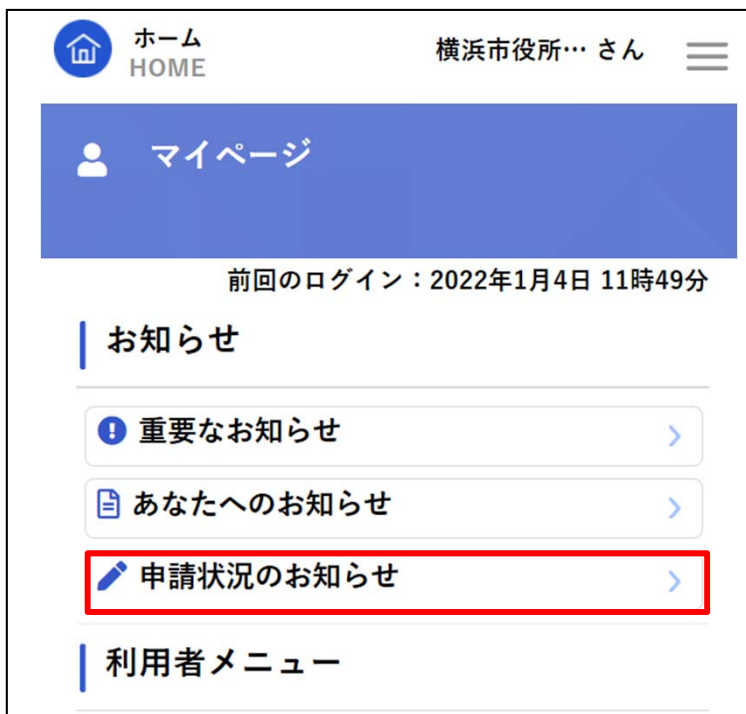 ホーム
HOME
横浜市役所… さん
マイページ
前回のログイン：2022年1月4日 11時49分
お知らせ
重要なお知らせ
あなたへのお知らせ
申請状況のお知らせ
利用者メニュー